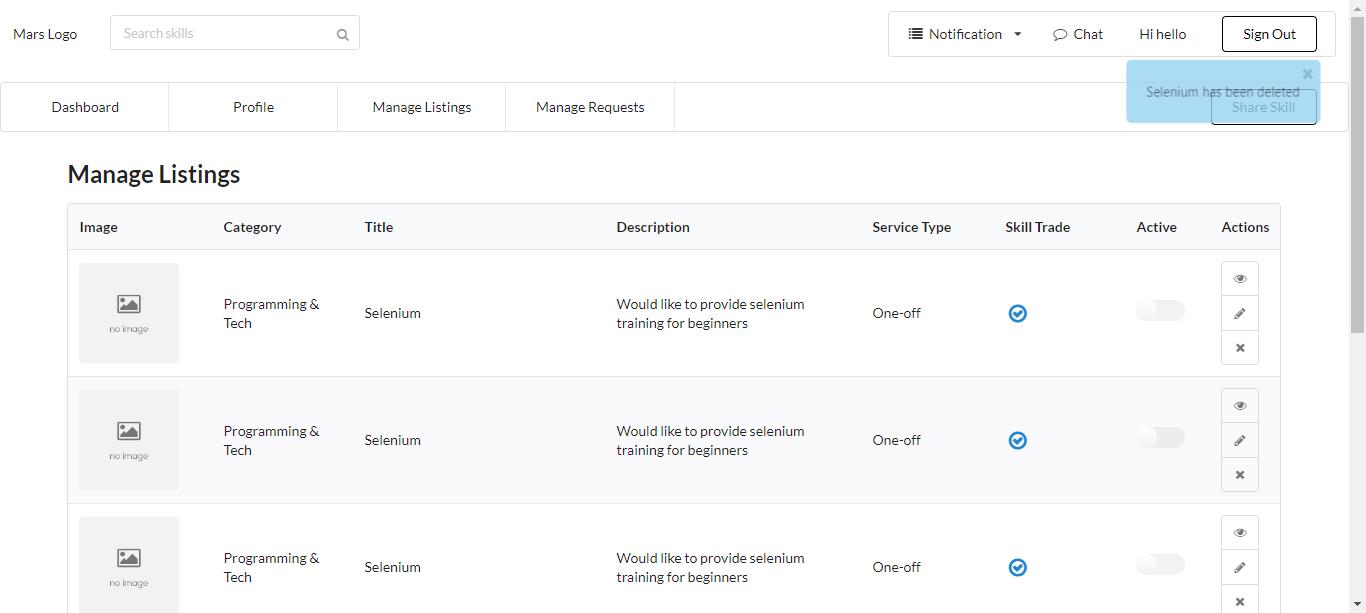 Mars Logo
Search skills
Notification
Chat
Hi hello
Sign Out
Selenium has been deleted
Dashboard
Profile
Manage Listings
Manage Requests
Share Skill
Manage Listings
Image Category Title Description Service Type Skill Trade Active Actions
no image
Programming &
Tech
Selenium
Would like to provide selenium
training for beginners
One-off
no image
Programming &
Tech
Selenium
Would like to provide selenium
training for beginners
One-off
no image
Programming &
Tech
Selenium
Would like to provide selenium
training for beginners
One-off